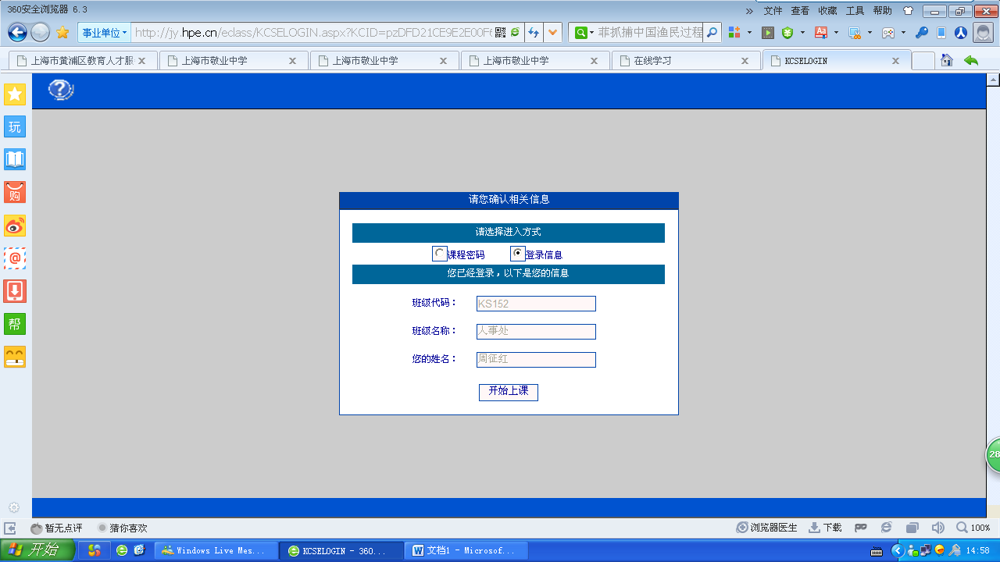 360安全浏览器 6.3
» 文件 查看 收藏 工具 帮助
事业单位 http://jy.hpe.cn/eclass/KCSELOGIN.aspx?KCID=pzDFD21CE9E2E00Ff 菲抓捕中国渔民过程
上海市黄浦区教育人才服 上海市敬业中学 上海市敬业中学 上海市敬业中学 在线学习 KCSELOGIN
玩
购
帮
请您确认相关信息
请选择进入方式
课程密码 登录信息
您已经登录，以下是您的信息
班级代码： KS152
班级名称： 人事处
您的姓名： 周征红
开始上课
28
暂无点评 猜你喜欢 浏览器医生 下载 100%
开始 Windows Live Mes... KCSELOGIN - 360... 文档1 - Microsof... 14:58